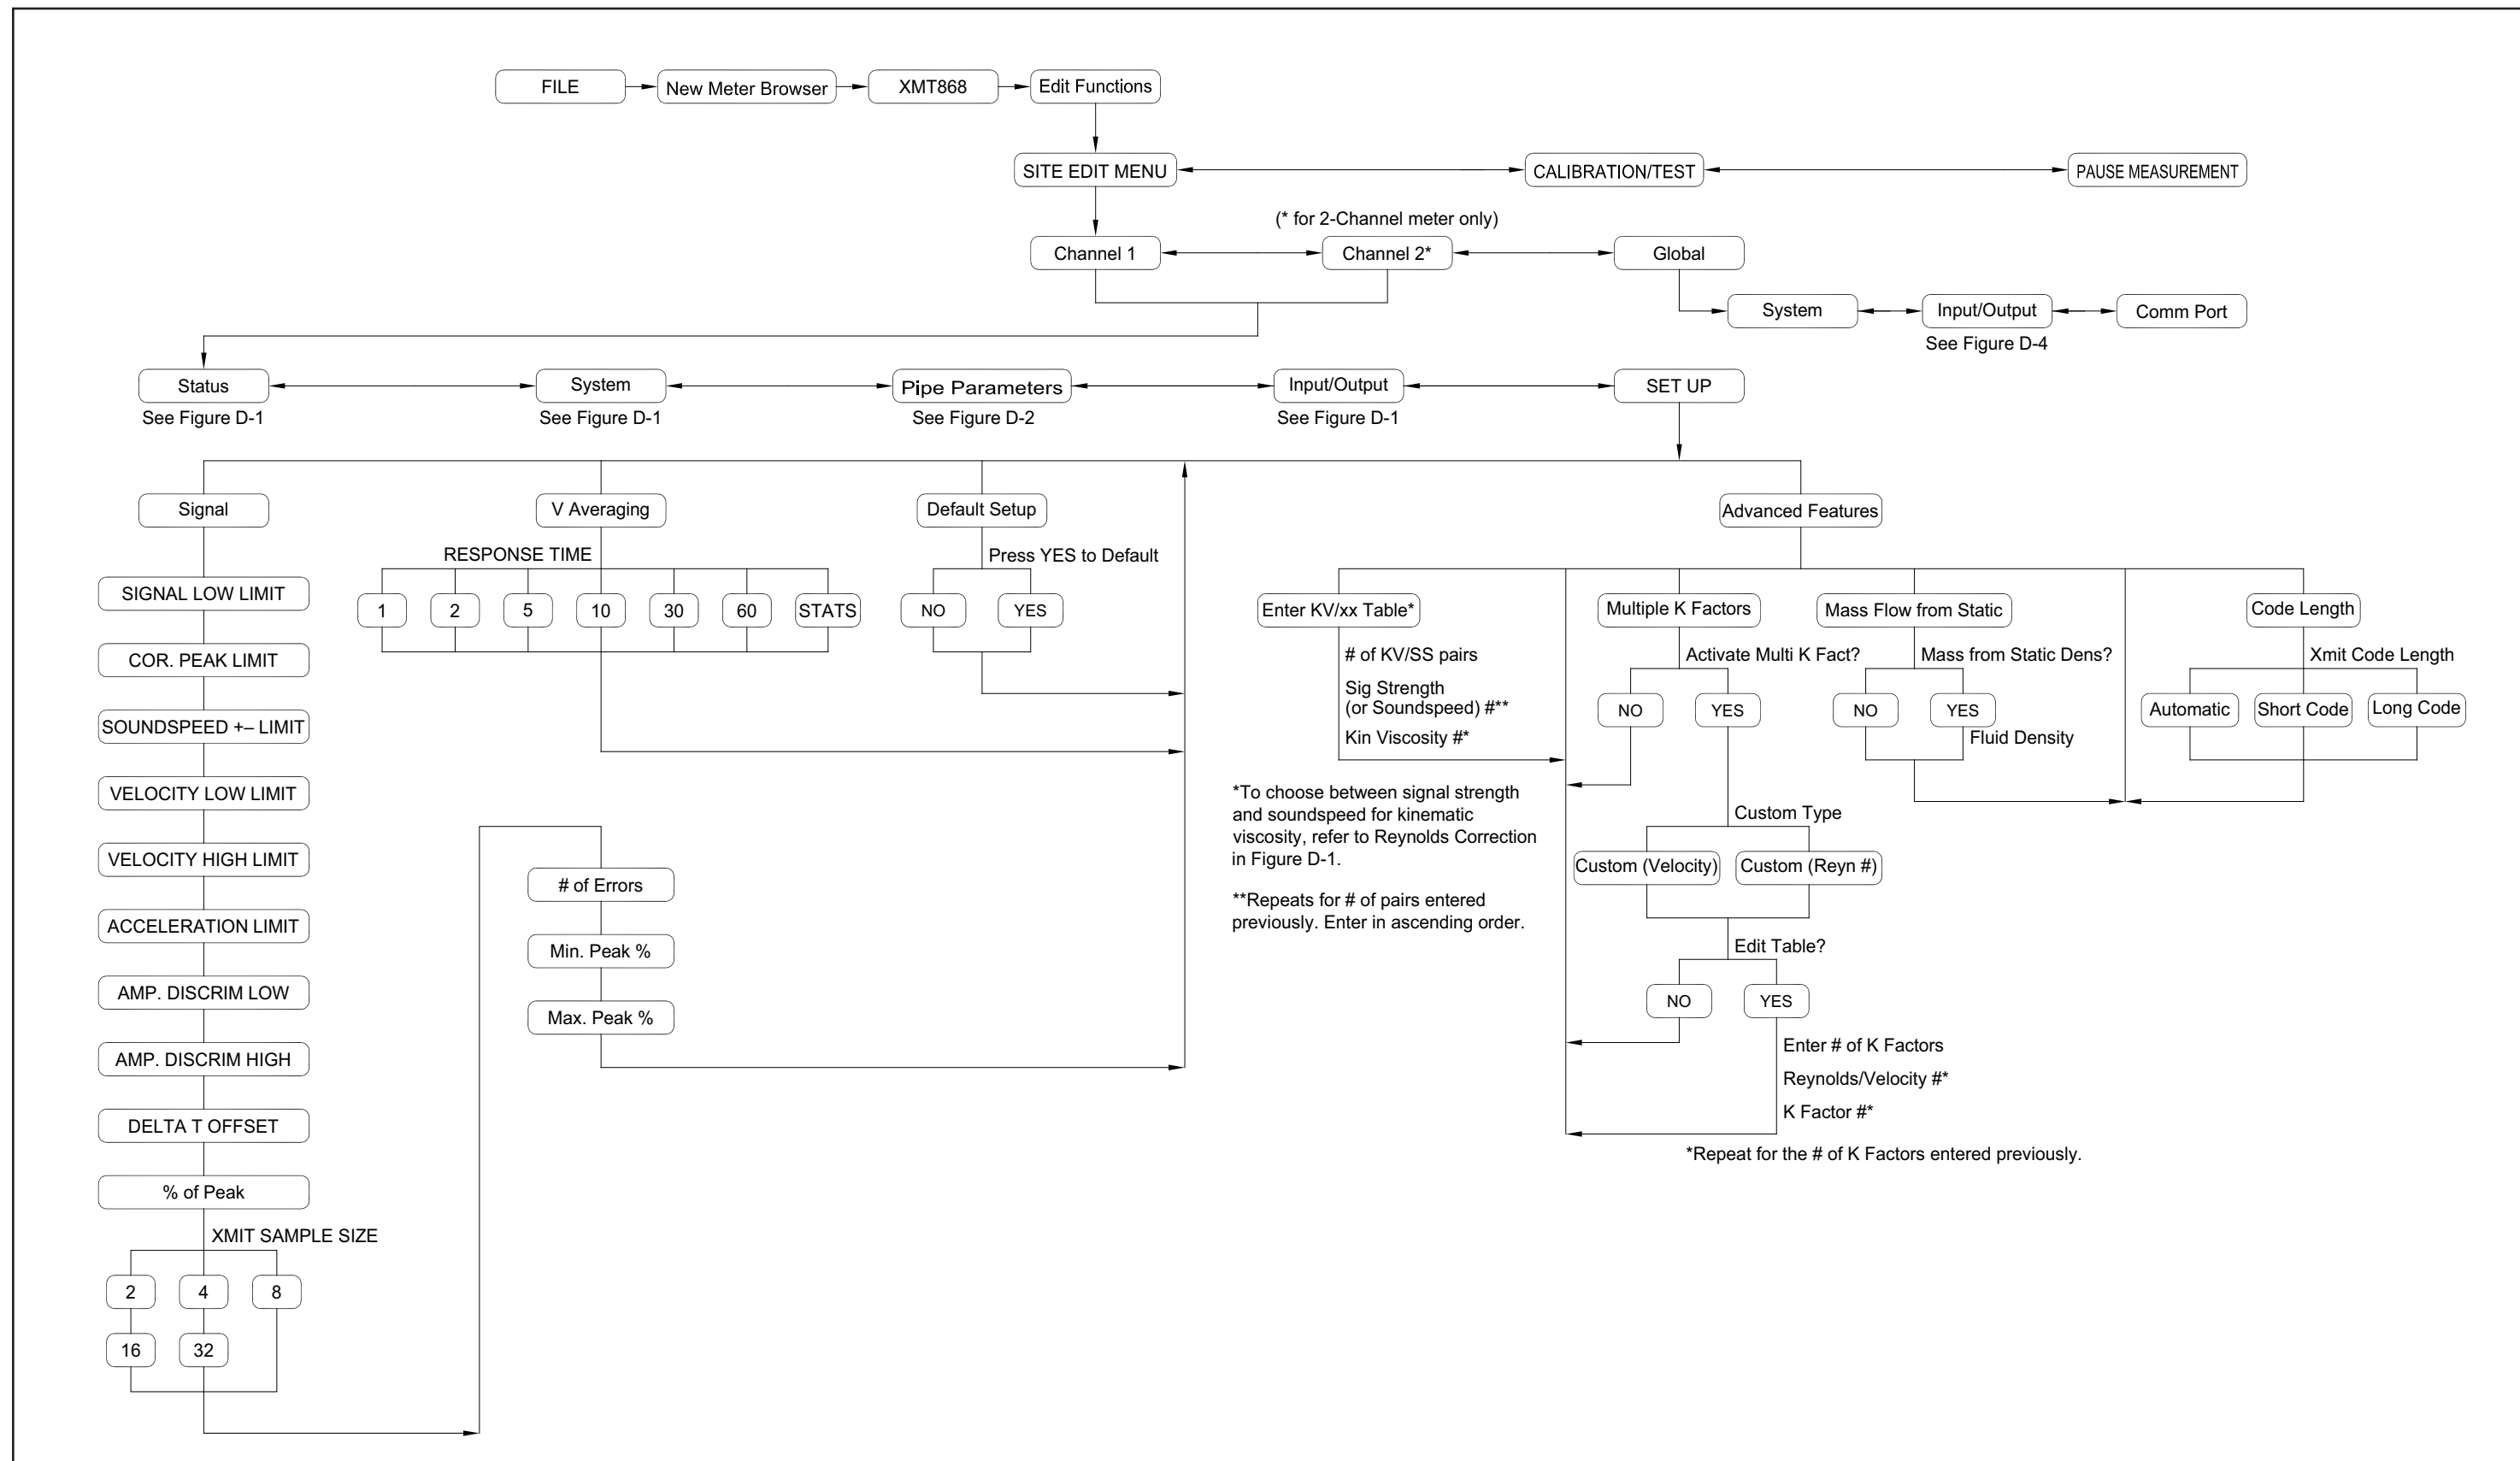 FILE
New Meter Browser
XMT868
Edit Functions
SITE EDIT MENU
CALIBRATION/TEST
PAUSE MEASUREMENT
(* for 2-Channel meter only)
Channel 1
Channel 2*
Global
System
Input/Output
Comm Port
See Figure D-4
Status
System
Pipe Parameters
Input/Output
SET UP
See Figure D-1
See Figure D-1
See Figure D-2
See Figure D-1
Signal
V Averaging
Default Setup
Advanced Features
RESPONSE TIME
Press YES to Default
SIGNAL LOW LIMIT
1
2
5
10
30
60
STATS
NO
YES
Enter KV/xx Table*
Multiple K Factors
Mass Flow from Static
Code Length
COR. PEAK LIMIT
# of KV/SS pairs
Activate Multi K Fact?
Mass from Static Dens?
Xmit Code Length
Sig Strength
(or Soundspeed) #**
Kin Viscosity #*
NO
YES
NO
YES
Automatic
Short Code
Long Code
Fluid Density
SOUNDSPEED +– LIMIT
VELOCITY LOW LIMIT
*To choose between signal strength
and soundspeed for kinematic
viscosity, refer to Reynolds Correction
in Figure D-1.
Custom Type
VELOCITY HIGH LIMIT
Custom (Velocity)
Custom (Reyn #)
# of Errors
**Repeats for # of pairs entered
previously. Enter in ascending order.
ACCELERATION LIMIT
Min. Peak %
Edit Table?
AMP. DISCRIM LOW
NO
YES
Max. Peak %
AMP. DISCRIM HIGH
Enter # of K Factors
Reynolds/Velocity #*
K Factor #*
DELTA T OFFSET
*Repeat for the # of K Factors entered previously.
% of Peak
XMIT SAMPLE SIZE
2
4
8
16
32